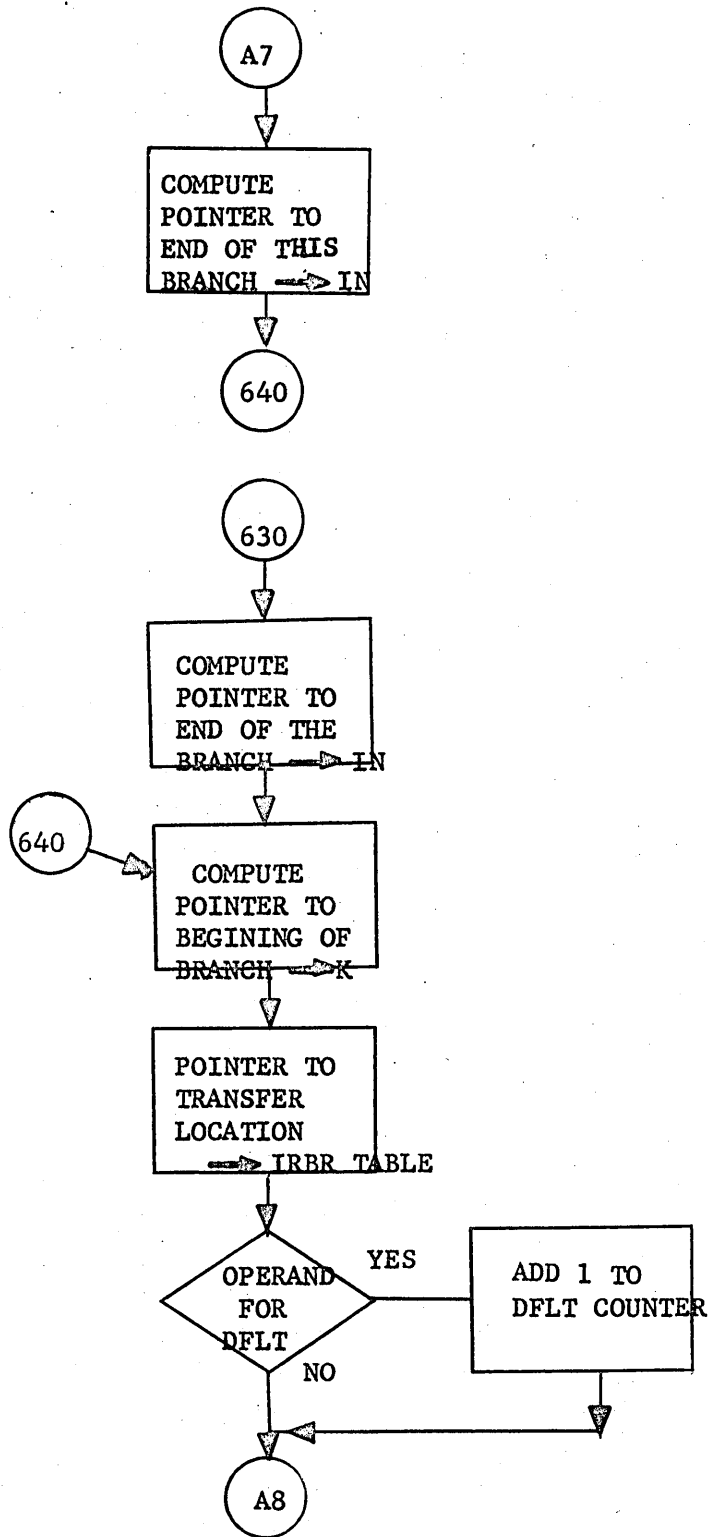 A7
COMPUTE
POINTER TO
END OF THIS
BRANCH → IN
640
630
COMPUTE
POINTER TO
END OF THE
BRANCH → IN
640
COMPUTE
POINTER TO
BEGINING OF
BRANCH → K
POINTER TO
TRANSFER
LOCATION
→ IRBR TABLE
OPERAND
FOR
DFLT
YES
ADD 1 TO
DFLT COUNTER
NO
A8